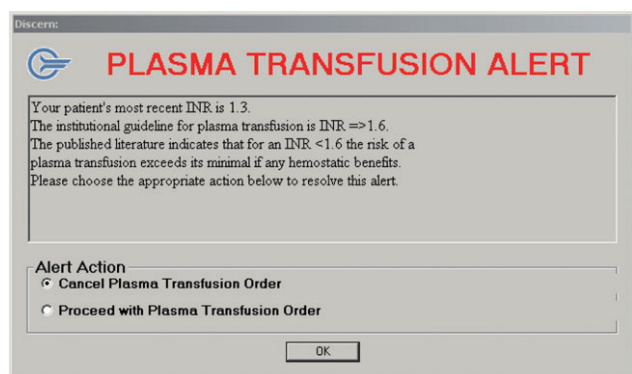 Discern:
PLASMA TRANSFUSION ALERT
Your patient's most recent INR is 1.3.
The institutional guideline for plasma transfusion is INR =>1.6.
The published literature indicates that for an INR <1.6 the risk of a
plasma transfusion exceeds its minimal if any hemostatic benefits.
Please choose the appropriate action below to resolve this alert.
Alert Action
Cancel Plasma Transfusion Order
Proceed with Plasma Transfusion Order
OK